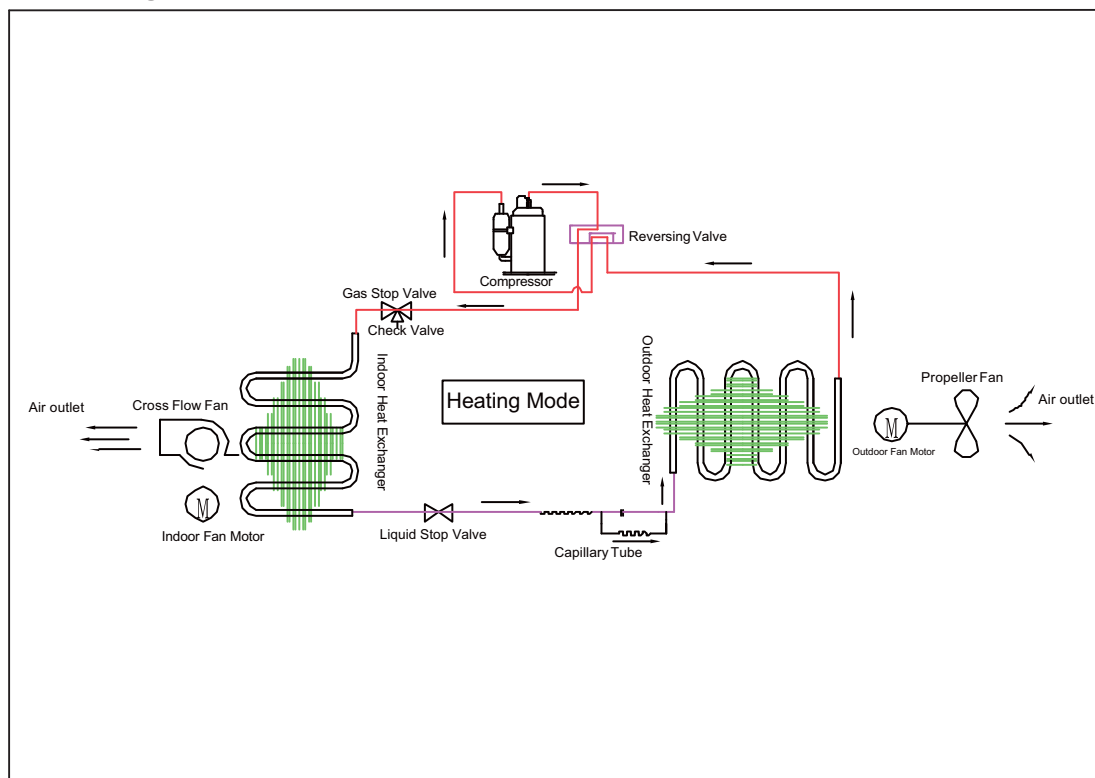 Reversing Valve
Compressor
Gas Stop Valve
Check Valve
Indoor Heat Exchanger
Outdoor Heat Exchanger
Heating Mode
Propeller Fan
Air outlet
Cross Flow Fan
Air outlet
M
Outdoor Fan Motor
M
Indoor Fan Motor
Liquid Stop Valve
Capillary Tube